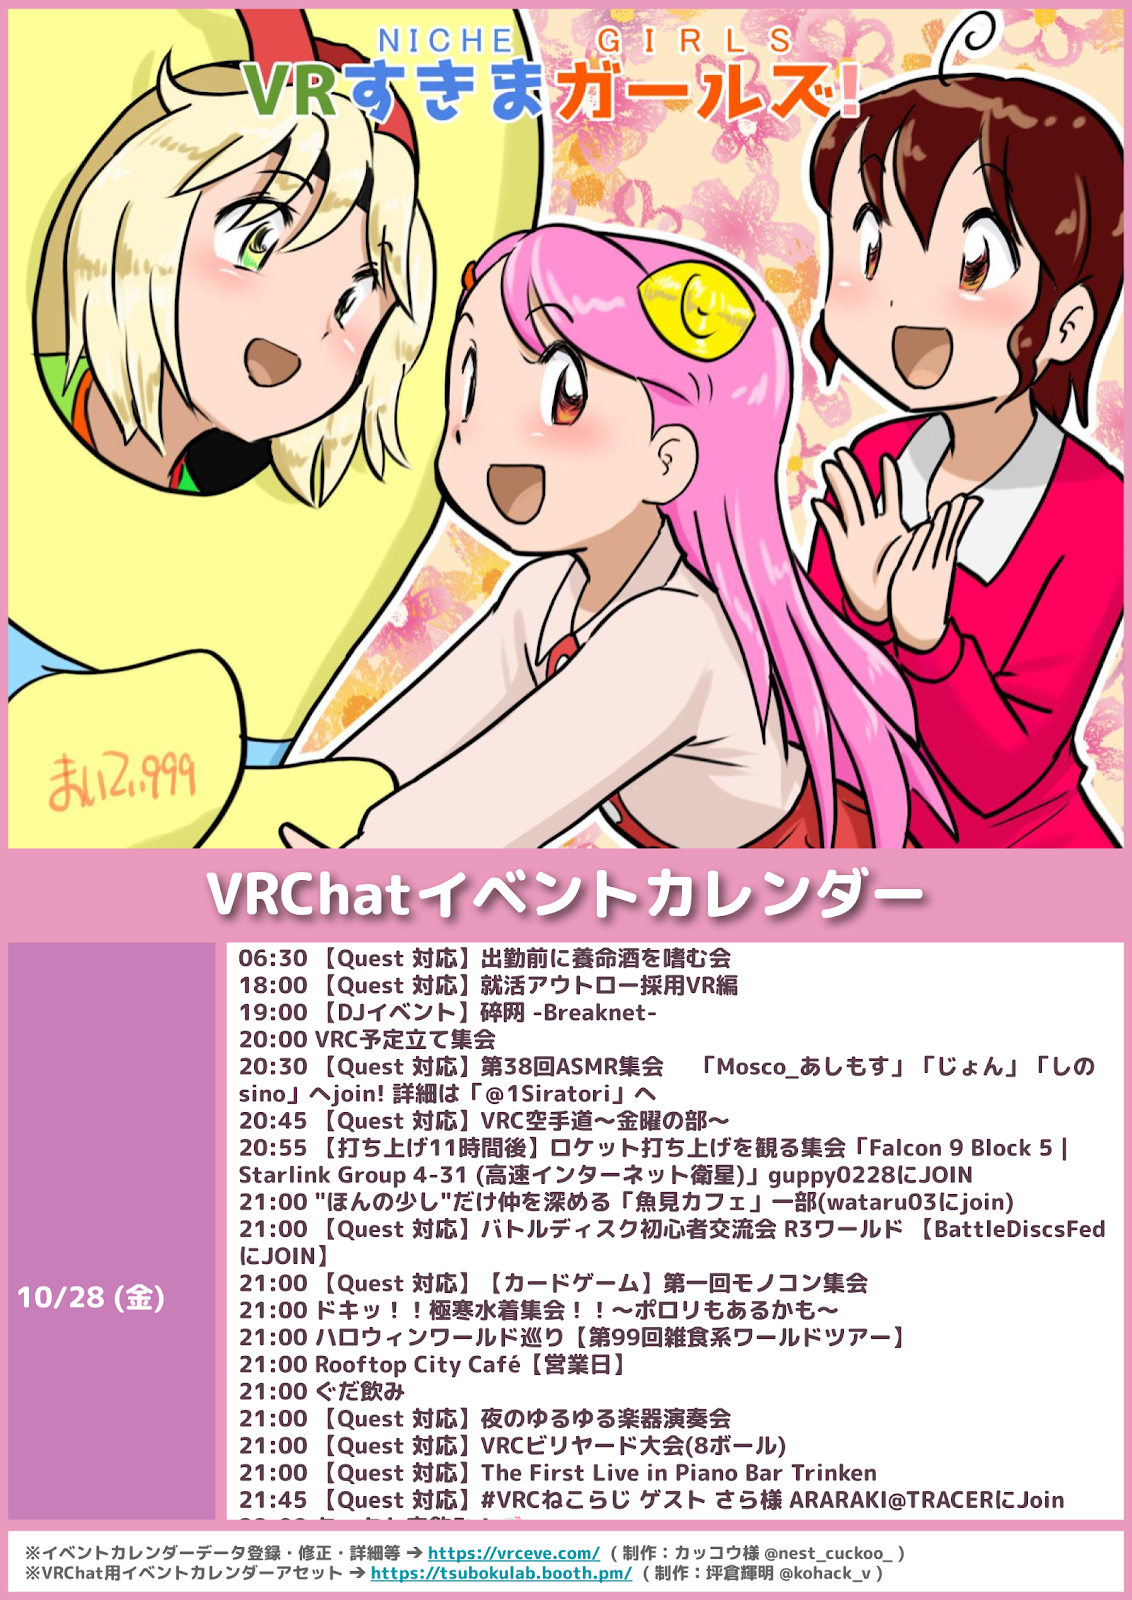 NICHE GIRLS
VRすきまガールズ!
まいてい999
VRChatイベントカレンダー
10/28 (金)
06:30 【Quest 対応】出勤前に養命酒を嗜む会
18:00 【Quest 対応】就活アウトロー採用VR編
19:00 【DJイベント】碎网 -Breaknet-
20:00 VRC予定立て集会
20:30 【Quest 対応】第38回ASMR集会　「Mosco_あしもす」「じょん」「しの
sino」へjoin! 詳細は「@1Siratori」へ
20:45 【Quest 対応】VRC空手道～金曜の部～
20:55 【打ち上げ11時間後】ロケット打ち上げを観る集会「Falcon 9 Block 5 |
Starlink Group 4-31 (高速インターネット衛星)」guppy0228にJOIN
21:00 "ほんの少し"だけ仲を深める「魚見カフェ」一部(wataru03にjoin)
21:00 【Quest 対応】バトルディスク初心者交流会 R3ワールド 【BattleDiscsFed
にJOIN】
21:00 【Quest 対応】【カードゲーム】第一回モノコン集会
21:00 ドキッ！！極寒水着集会！！～ポロリもあるかも～
21:00 ハロウィンワールド巡り【第99回雑食系ワールドツアー】
21:00 Rooftop City Café【営業日】
21:00 ぐだ飲み
21:00 【Quest 対応】夜のゆるゆる楽器演奏会
21:00 【Quest 対応】VRCビリヤード大会(8ボール)
21:00 【Quest 対応】The First Live in Piano Bar Trinken
21:45 【Quest 対応】#VRCねこらじ ゲスト さら様 ARARAKI@TRACERにJoin
※イベントカレンダーデータ登録・修正・詳細等 ➔ https://vrceve.com/ ( 制作：カッコウ様 @nest_cuckoo_ )
※VRChat用イベントカレンダーアセット ➔ https://tsubokulab.booth.pm/ ( 制作：坪倉輝明 @kohack_v )